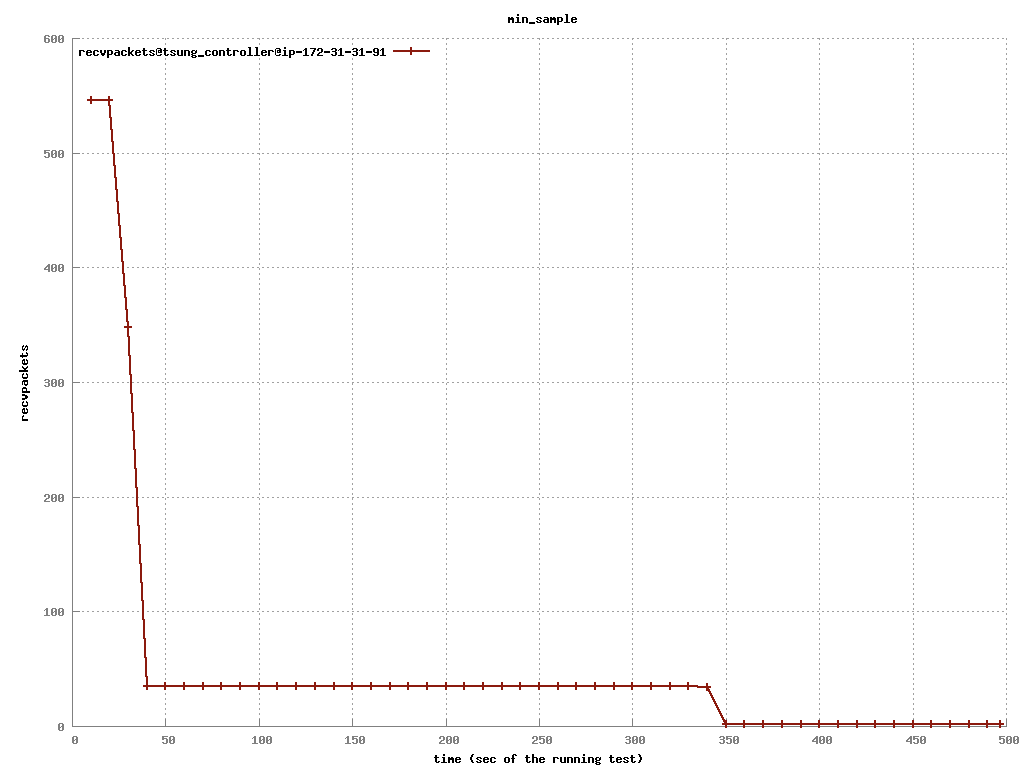 min_sample
recvpackets@tsung_controller@ip-172-31-31-91
600
500
400
300
200
100
0
recvpackets
0 50 100 150 200 250 300 350 400 450 500
time (sec of the running test)